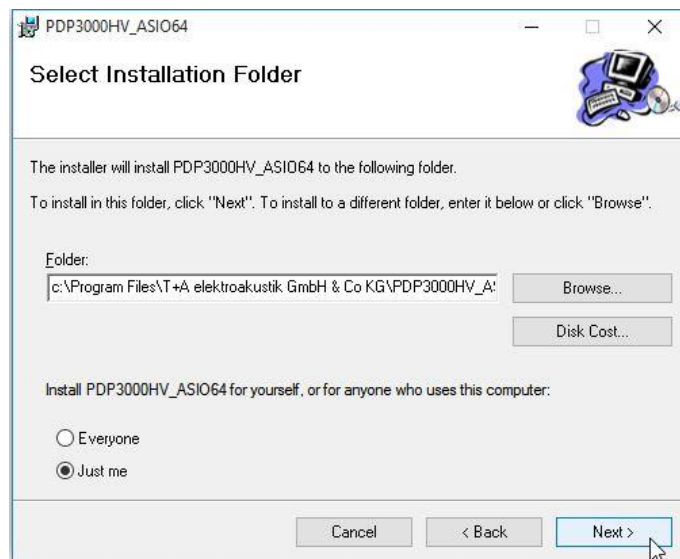 PDP3000HV_ASIO64
Select Installation Folder
The installer will install PDP3000HV_ASIO64 to the following folder.
To install in this folder, click "Next". To install to a different folder, enter it below or click "Browse".
Folder:
c:\Program Files\T+A elektroakustik GmbH & Co KG\PDP3000HV_AS
Browse...
Disk Cost...
Install PDP3000HV_ASIO64 for yourself, or for anyone who uses this computer:
Everyone
Just me
Cancel
< Back
Next >